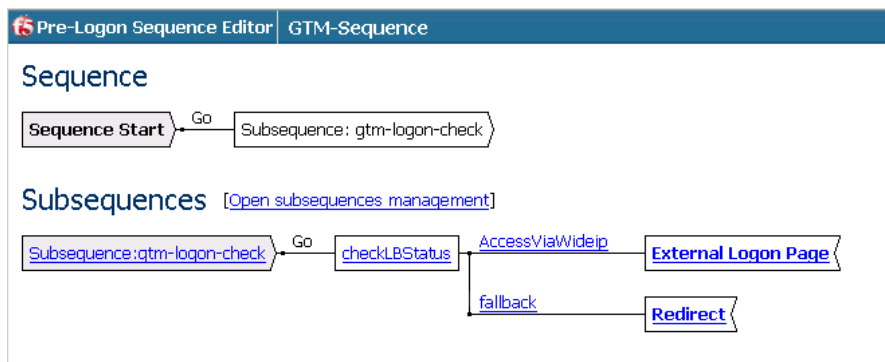 f5 Pre-Logon Sequence Editor GTM-Sequence
Sequence
Sequence Start Go Subsequence: gtm-logon-check
Subsequences [Open subsequences management]
Subsequence:gtm-logon-check Go checkLBStatus AccessViaWideip External Logon Page
fallback Redirect